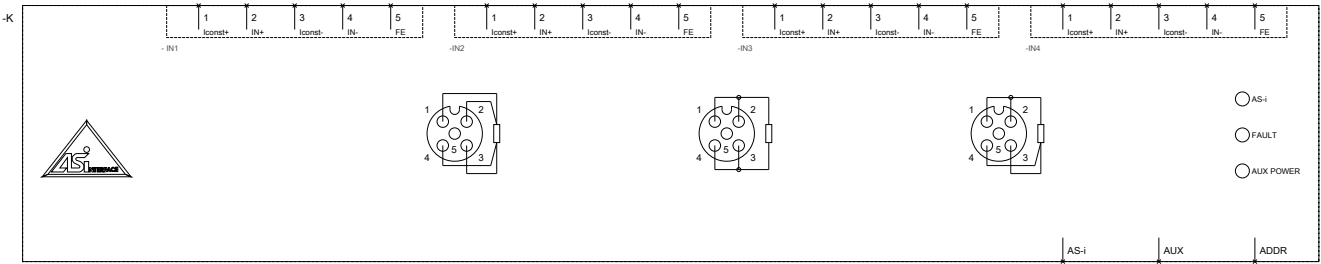 -K
1 2 3 4 5
Iconst+ IN+ Iconst- IN- FE
- IN1
1 2 3 4 5
Iconst+ IN+ Iconst- IN- FE
-IN2
1 2 3 4 5
Iconst+ IN+ Iconst- IN- FE
-IN3
1 2 3 4 5
Iconst+ IN+ Iconst- IN- FE
-IN4
1 2
5
4 3
1 2
5
4 3
1 2
5
4 3
AS-i
FAULT
AUX POWER
ASi INTERFACE
AS-i AUX ADDR